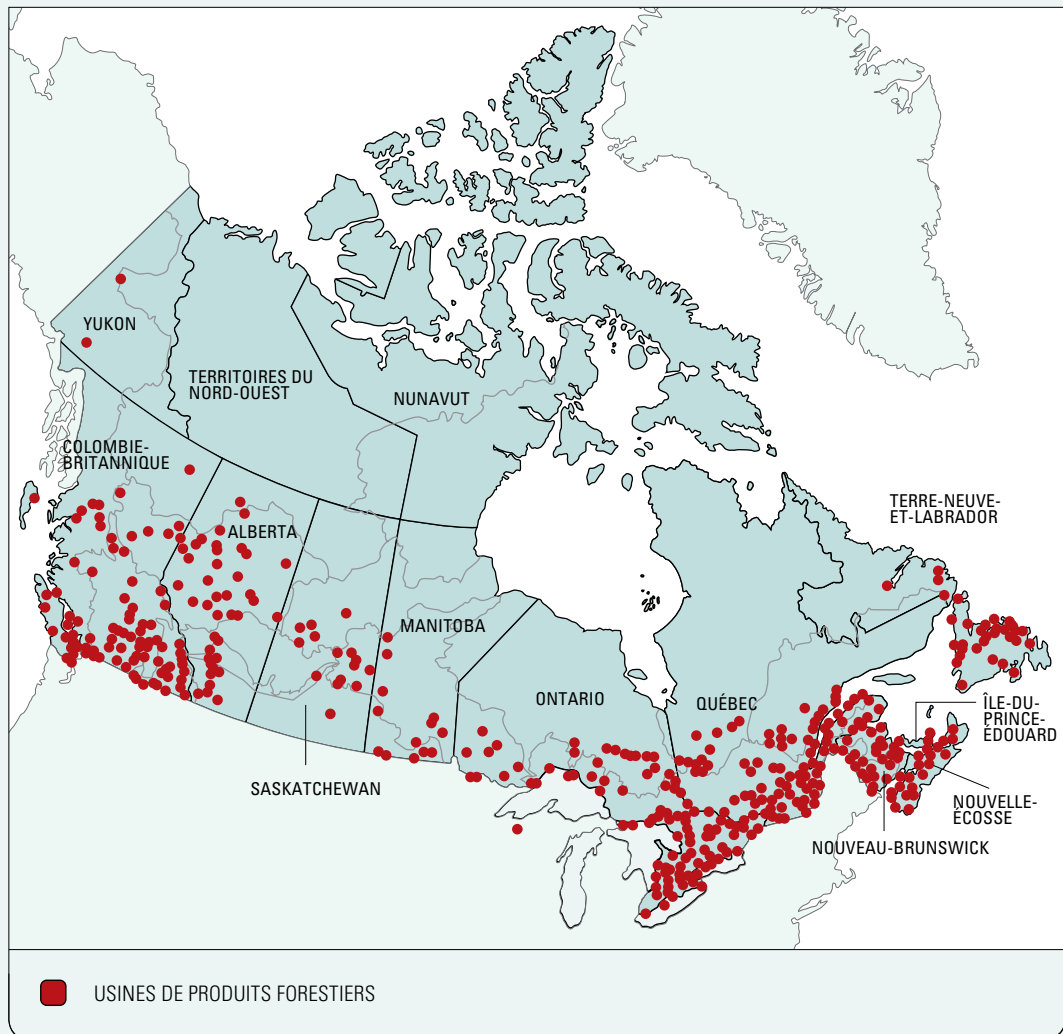 YUKON
TERRITOIRES DU
NORD-OUEST
NUNAVUT
COLOMBIE-
BRITANNIQUE
ALBERTA
TERRE-NEUVE-
ET-LABRADOR
MANITOBA
ONTARIO
QUÉBEC
ÎLE-DU-
PRINCE-
ÉDOUARD
SASKATCHEWAN
NOUVELLE-
ÉCOSSE
NOUVEAU-BRUNSWICK
USINES DE PRODUITS FORESTIERS